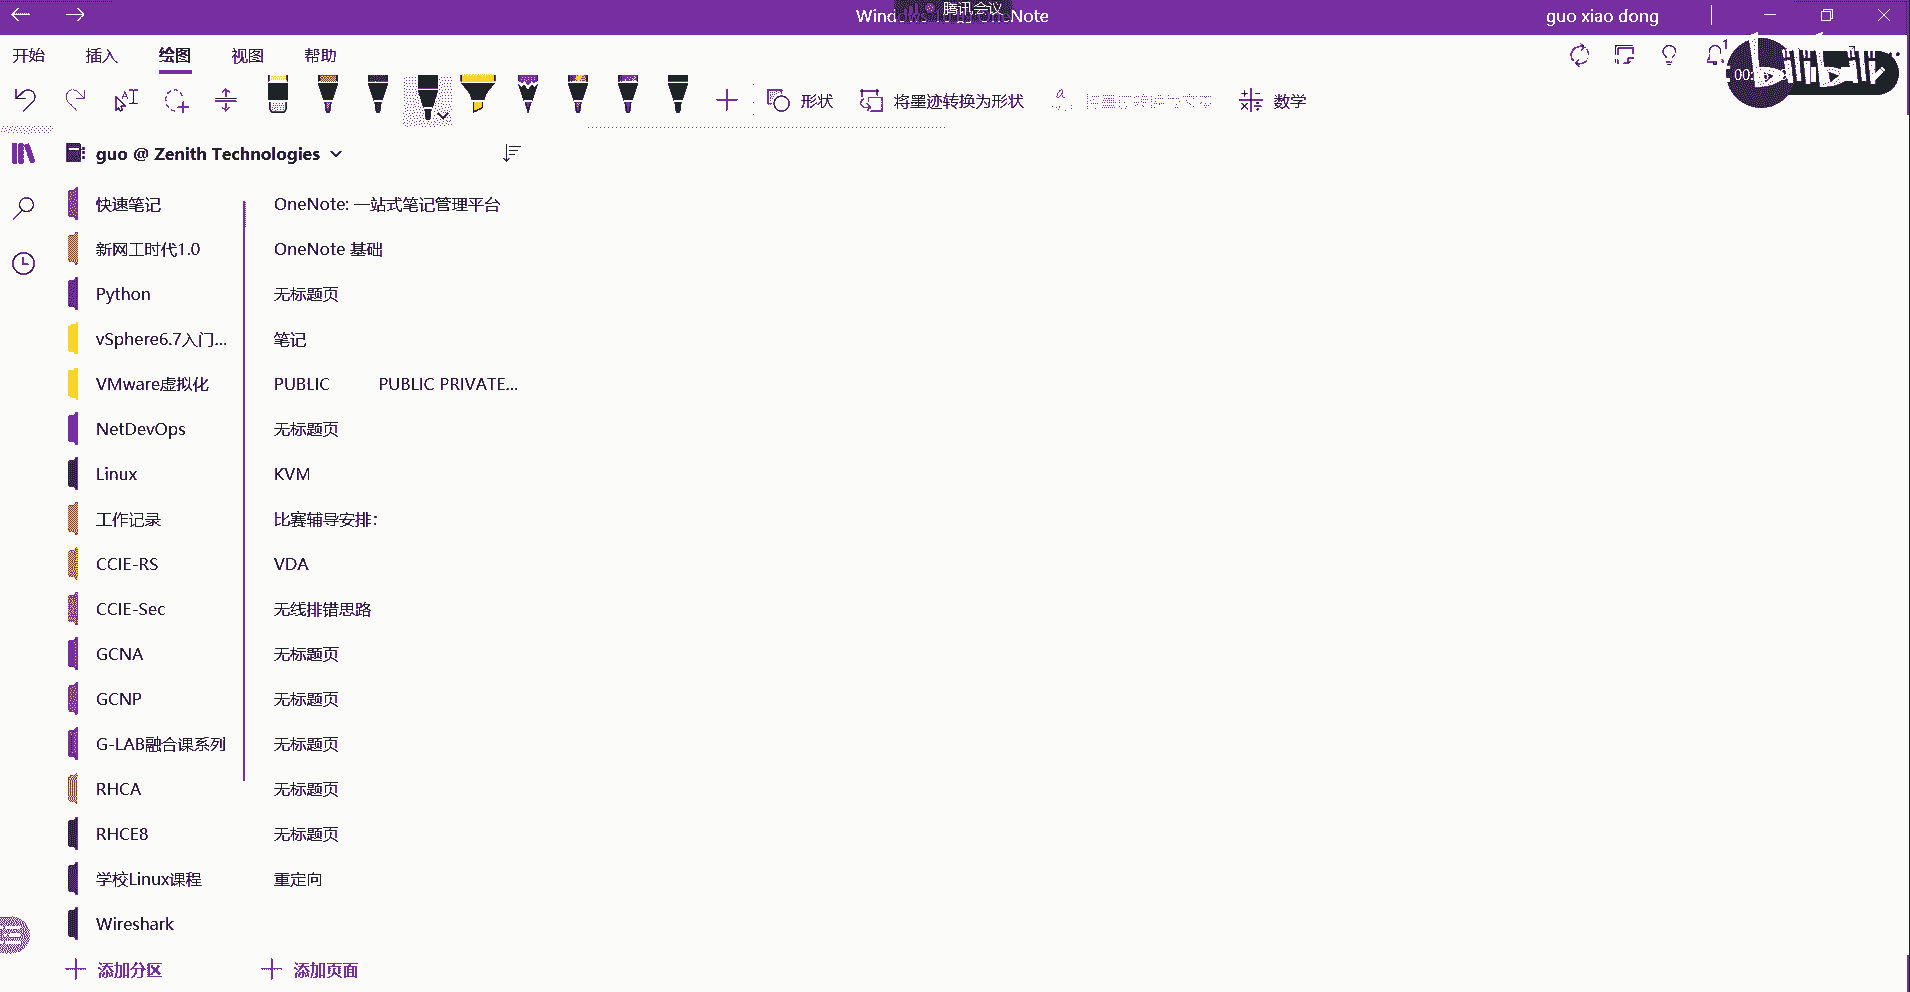 腾讯会议
guo xiao dong
开始 插入 绘图 视图 帮助
形状 将墨迹转换为形状 数学
guo @ Zenith Technologies
快速笔记
新网工时代1.0
Python
vSphere6.7入门...
VMware虚拟化
NetDevOps
Linux
工作记录
CCIE-RS
CCIE-Sec
GCNA
GCNP
G-LAB融合课系列
RHCA
RHCE8
学校Linux课程
Wireshark
添加分区
OneNote: 一站式笔记管理平台
OneNote 基础
无标题页
笔记
PUBLIC PUBLIC PRIVATE...
无标题页
KVM
比赛辅导安排：
VDA
无线排错思路
无标题页
无标题页
无标题页
无标题页
无标题页
重定向
添加页面